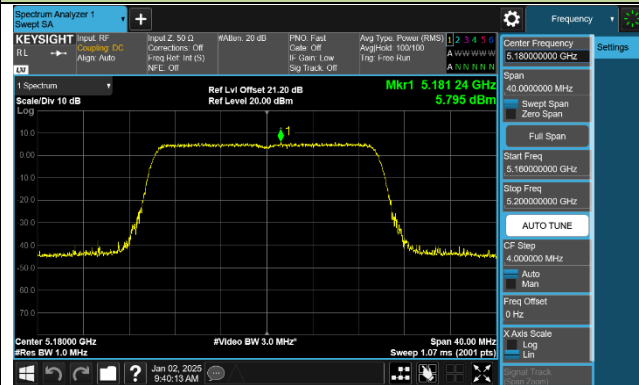 Spectrum Analyzer 1
Swept SA
Frequency
KEYSIGHT
RL
Input: RF
Coupling: DC
Align: Auto
Input Z: 50 Ω
Corrections: Off
Freq Ref: Int (S)
NFE: Off
#Atten: 20 dB
PNO: Fast
Gate: Off
IF Gain: Low
Sig Track: Off
Avg Type: Power (RMS)
Avg|Hold: 100/100
Trig: Free Run
1 2 3 4 5 6
A W W W W W
A N N N N N
1 Spectrum
Scale/Div 10 dB
Log
Ref Lvl Offset 21.20 dB
Ref Level 20.00 dBm
Mkr1 5.181 24 GHz
5.795 dBm
1
10.0
0.00
-10.0
-20.0
-30.0
-40.0
-50.0
-60.0
-70.0
Center 5.18000 GHz
#Res BW 1.0 MHz
#Video BW 3.0 MHz*
Span 40.00 MHz
Sweep 1.07 ms (2001 pts)
Jan 02, 2025
9:40:13 AM
Center Frequency
5.180000000 GHz
Settings
Span
40.0000000 MHz
Swept Span
Zero Span
Full Span
Start Freq
5.160000000 GHz
Stop Freq
5.200000000 GHz
AUTO TUNE
CF Step
4.000000 MHz
Auto
Man
Freq Offset
0 Hz
X Axis Scale
Log
Lin
Signal Track
(Span Zoom)